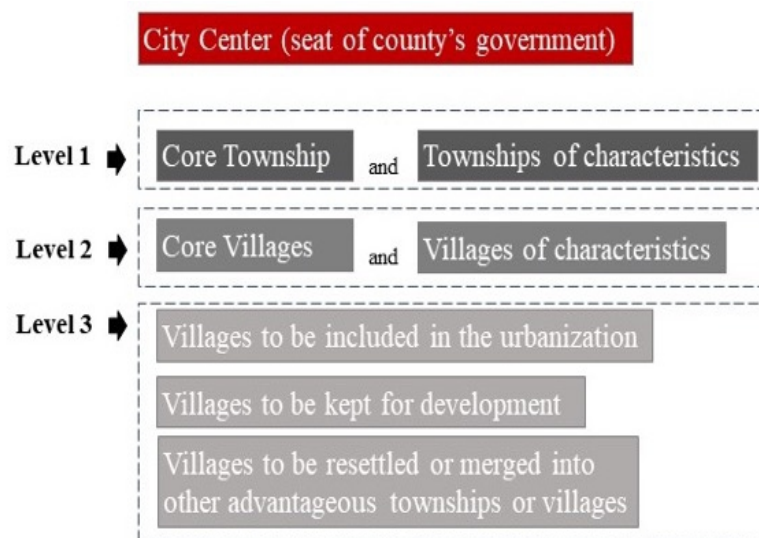 City Center (seat of county's government)
Level 1 Core Township and Townships of characteristics
Level 2 Core Villages and Villages of characteristics
Level 3 Villages to be included in the urbanization
Villages to be kept for development
Villages to be resettled or merged into
other advantageous townships or villages